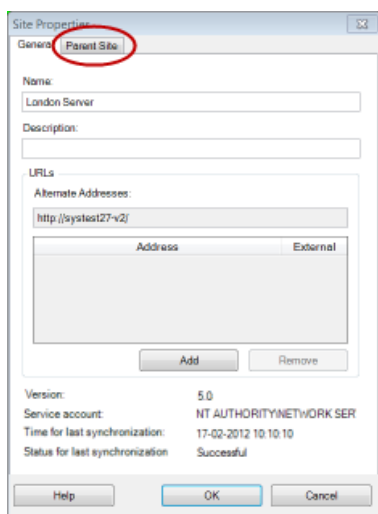 Site Properties
General Parent Site
Name:
London Server
Description:
URLs
Alternate Addresses:
http://systest27-v2/
Address External
Add Remove
Version: 5.0
Service account: NT AUTHORITY\NETWORK SER
Time for last synchronization: 17-02-2012 10:10:10
Status for last synchronization Successful
Help OK Cancel